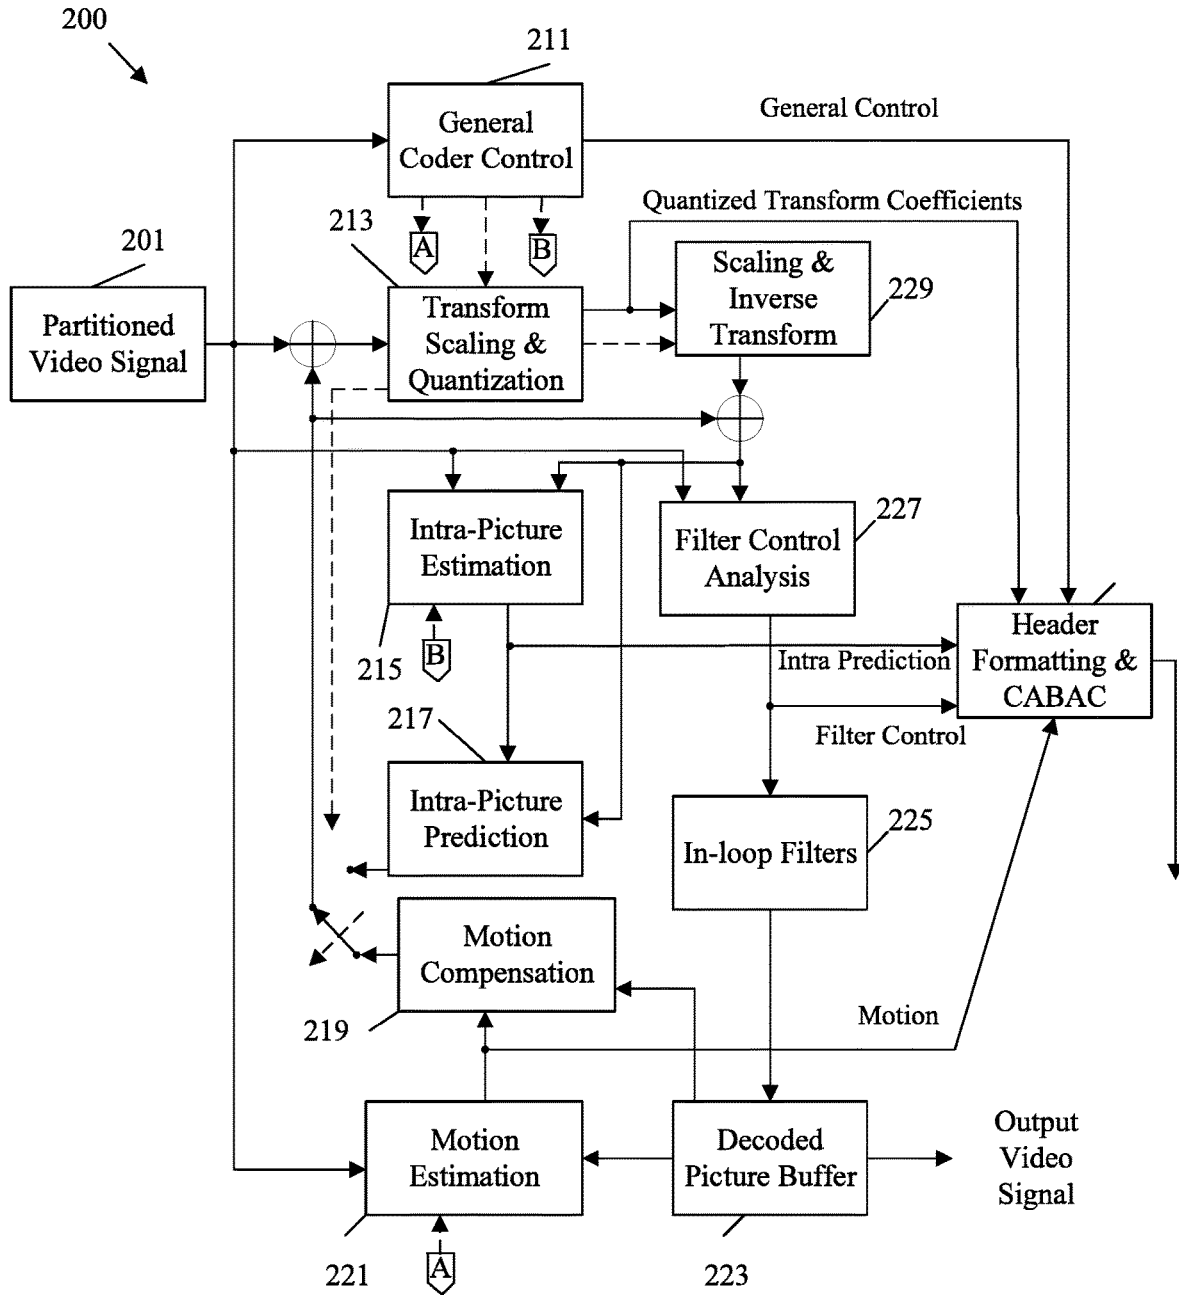 200
211
General
Coder Control
General Control
A
B
Quantized Transform Coefficients
213
201
Partitioned
Video Signal
Transform
Scaling &
Quantization
Scaling &
Inverse
Transform
229
Intra-Picture
Estimation
215
B
227
Filter Control
Analysis
Header
Formatting &
CABAC
Intra Prediction
Filter Control
217
Intra-Picture
Prediction
225
In-loop Filters
Motion
Compensation
219
Motion
Motion
Estimation
221
A
Decoded
Picture Buffer
223
Output
Video
Signal